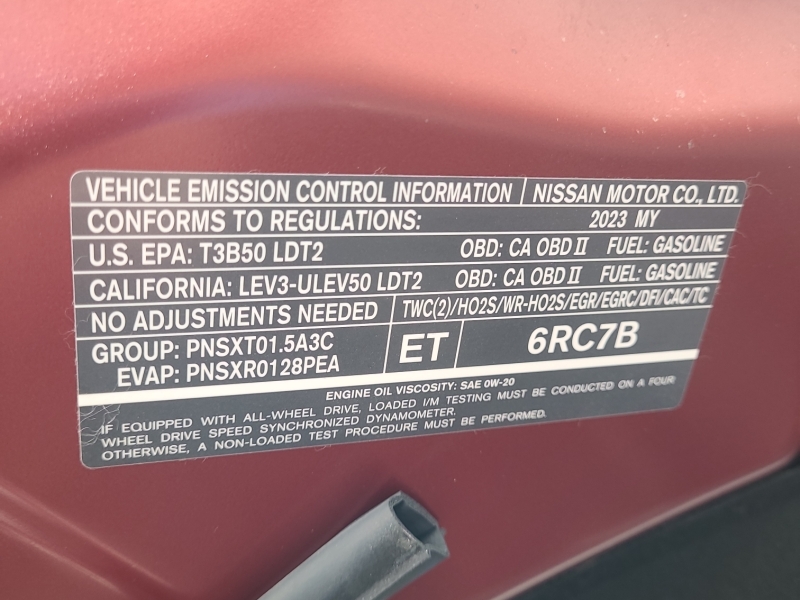 VEHICLE EMISSION CONTROL INFORMATION NISSAN MOTOR CO., LTD.
CONFORMS TO REGULATIONS: 2023 MY
U.S. EPA: T3B50 LDT2 OBD: CA OBD II FUEL: GASOLINE
CALIFORNIA: LEV3-ULEV50 LDT2 OBD: CA OBD II FUEL: GASOLINE
NO ADJUSTMENTS NEEDED TWC(2)/HO2S/WR-HO2S/EGR/EGRC/DFI/CAC/TC
GROUP: PNSXT01.5A3C ET 6RC7B
EVAP: PNSXR0128PEA
ENGINE OIL VISCOSITY: SAE 0W-20
IF EQUIPPED WITH ALL-WHEEL DRIVE, LOADED I/M TESTING MUST BE CONDUCTED ON A FOUR
WHEEL DRIVE SPEED SYNCHRONIZED DYNAMOMETER.
OTHERWISE, A NON-LOADED TEST PROCEDURE MUST BE PERFORMED.